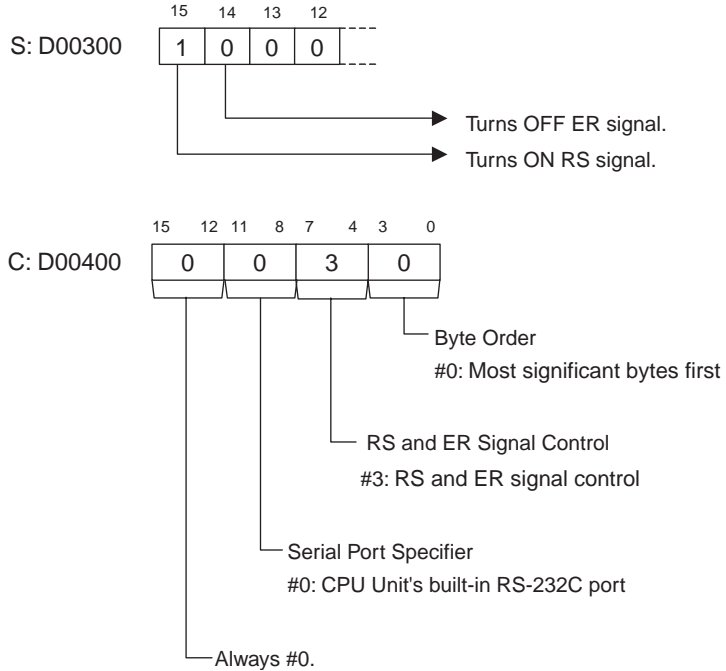 15 14 13 12
S: D00300 1 0 0 0
Turns OFF ER signal.
Turns ON RS signal.
15 12 11 8 7 4 3 0
C: D00400 0 0 3 0
Byte Order
#0: Most significant bytes first
RS and ER Signal Control
#3: RS and ER signal control
Serial Port Specifier
#0: CPU Unit's built-in RS-232C port
Always #0.